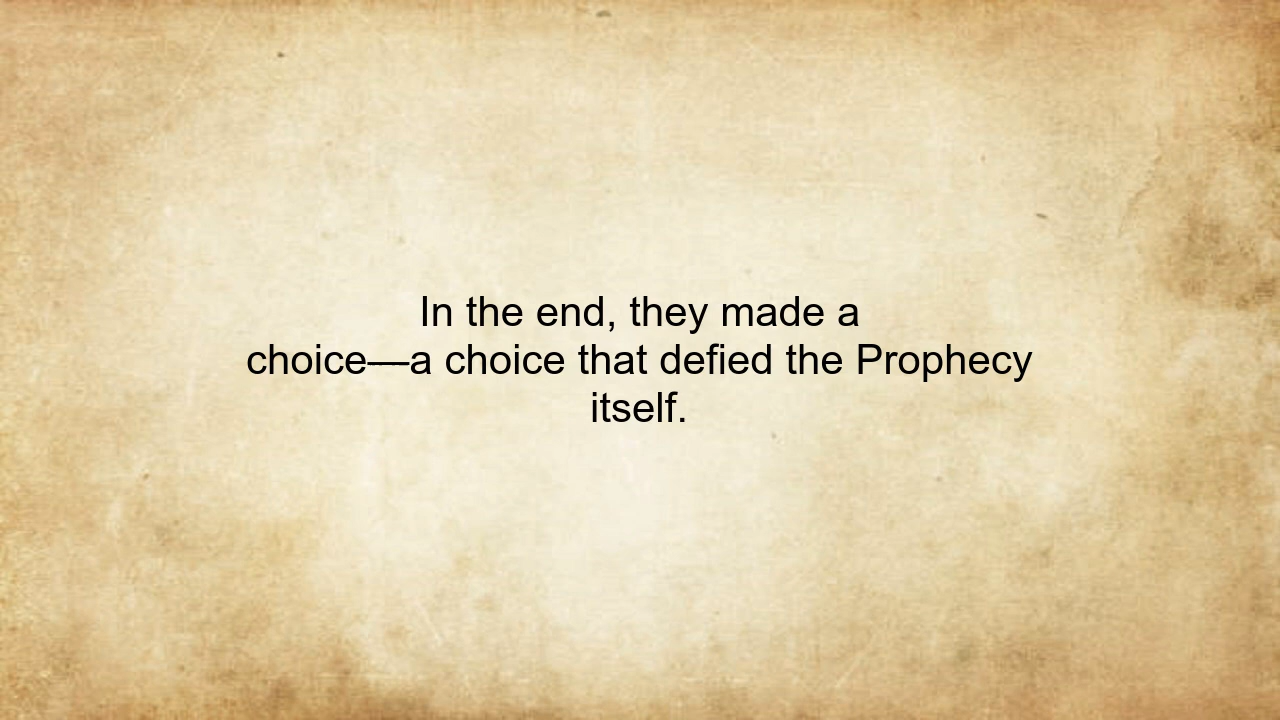 In the end, they made a
choice—a choice that defied the Prophecy
itself.